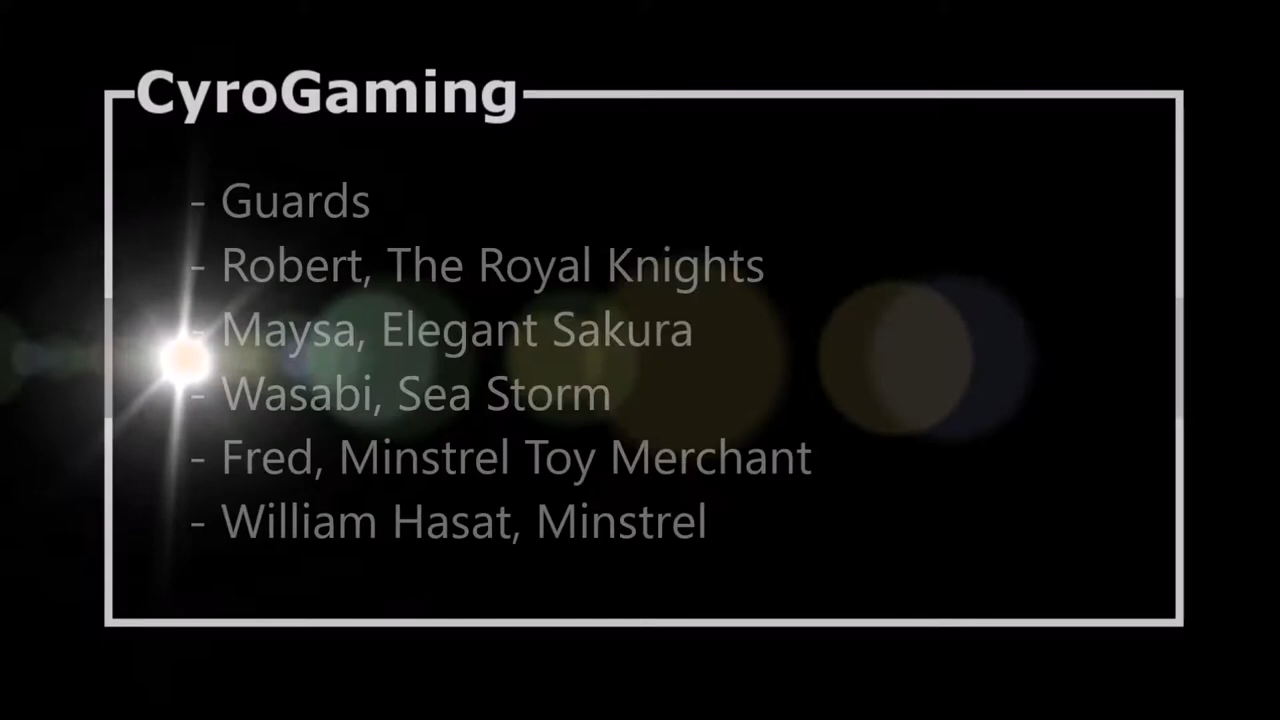 CyroGaming
- Guards
- Robert, The Royal Knights
- Maysa, Elegant Sakura
- Wasabi, Sea Storm
- Fred, Minstrel Toy Merchant
- William Hasat, Minstrel